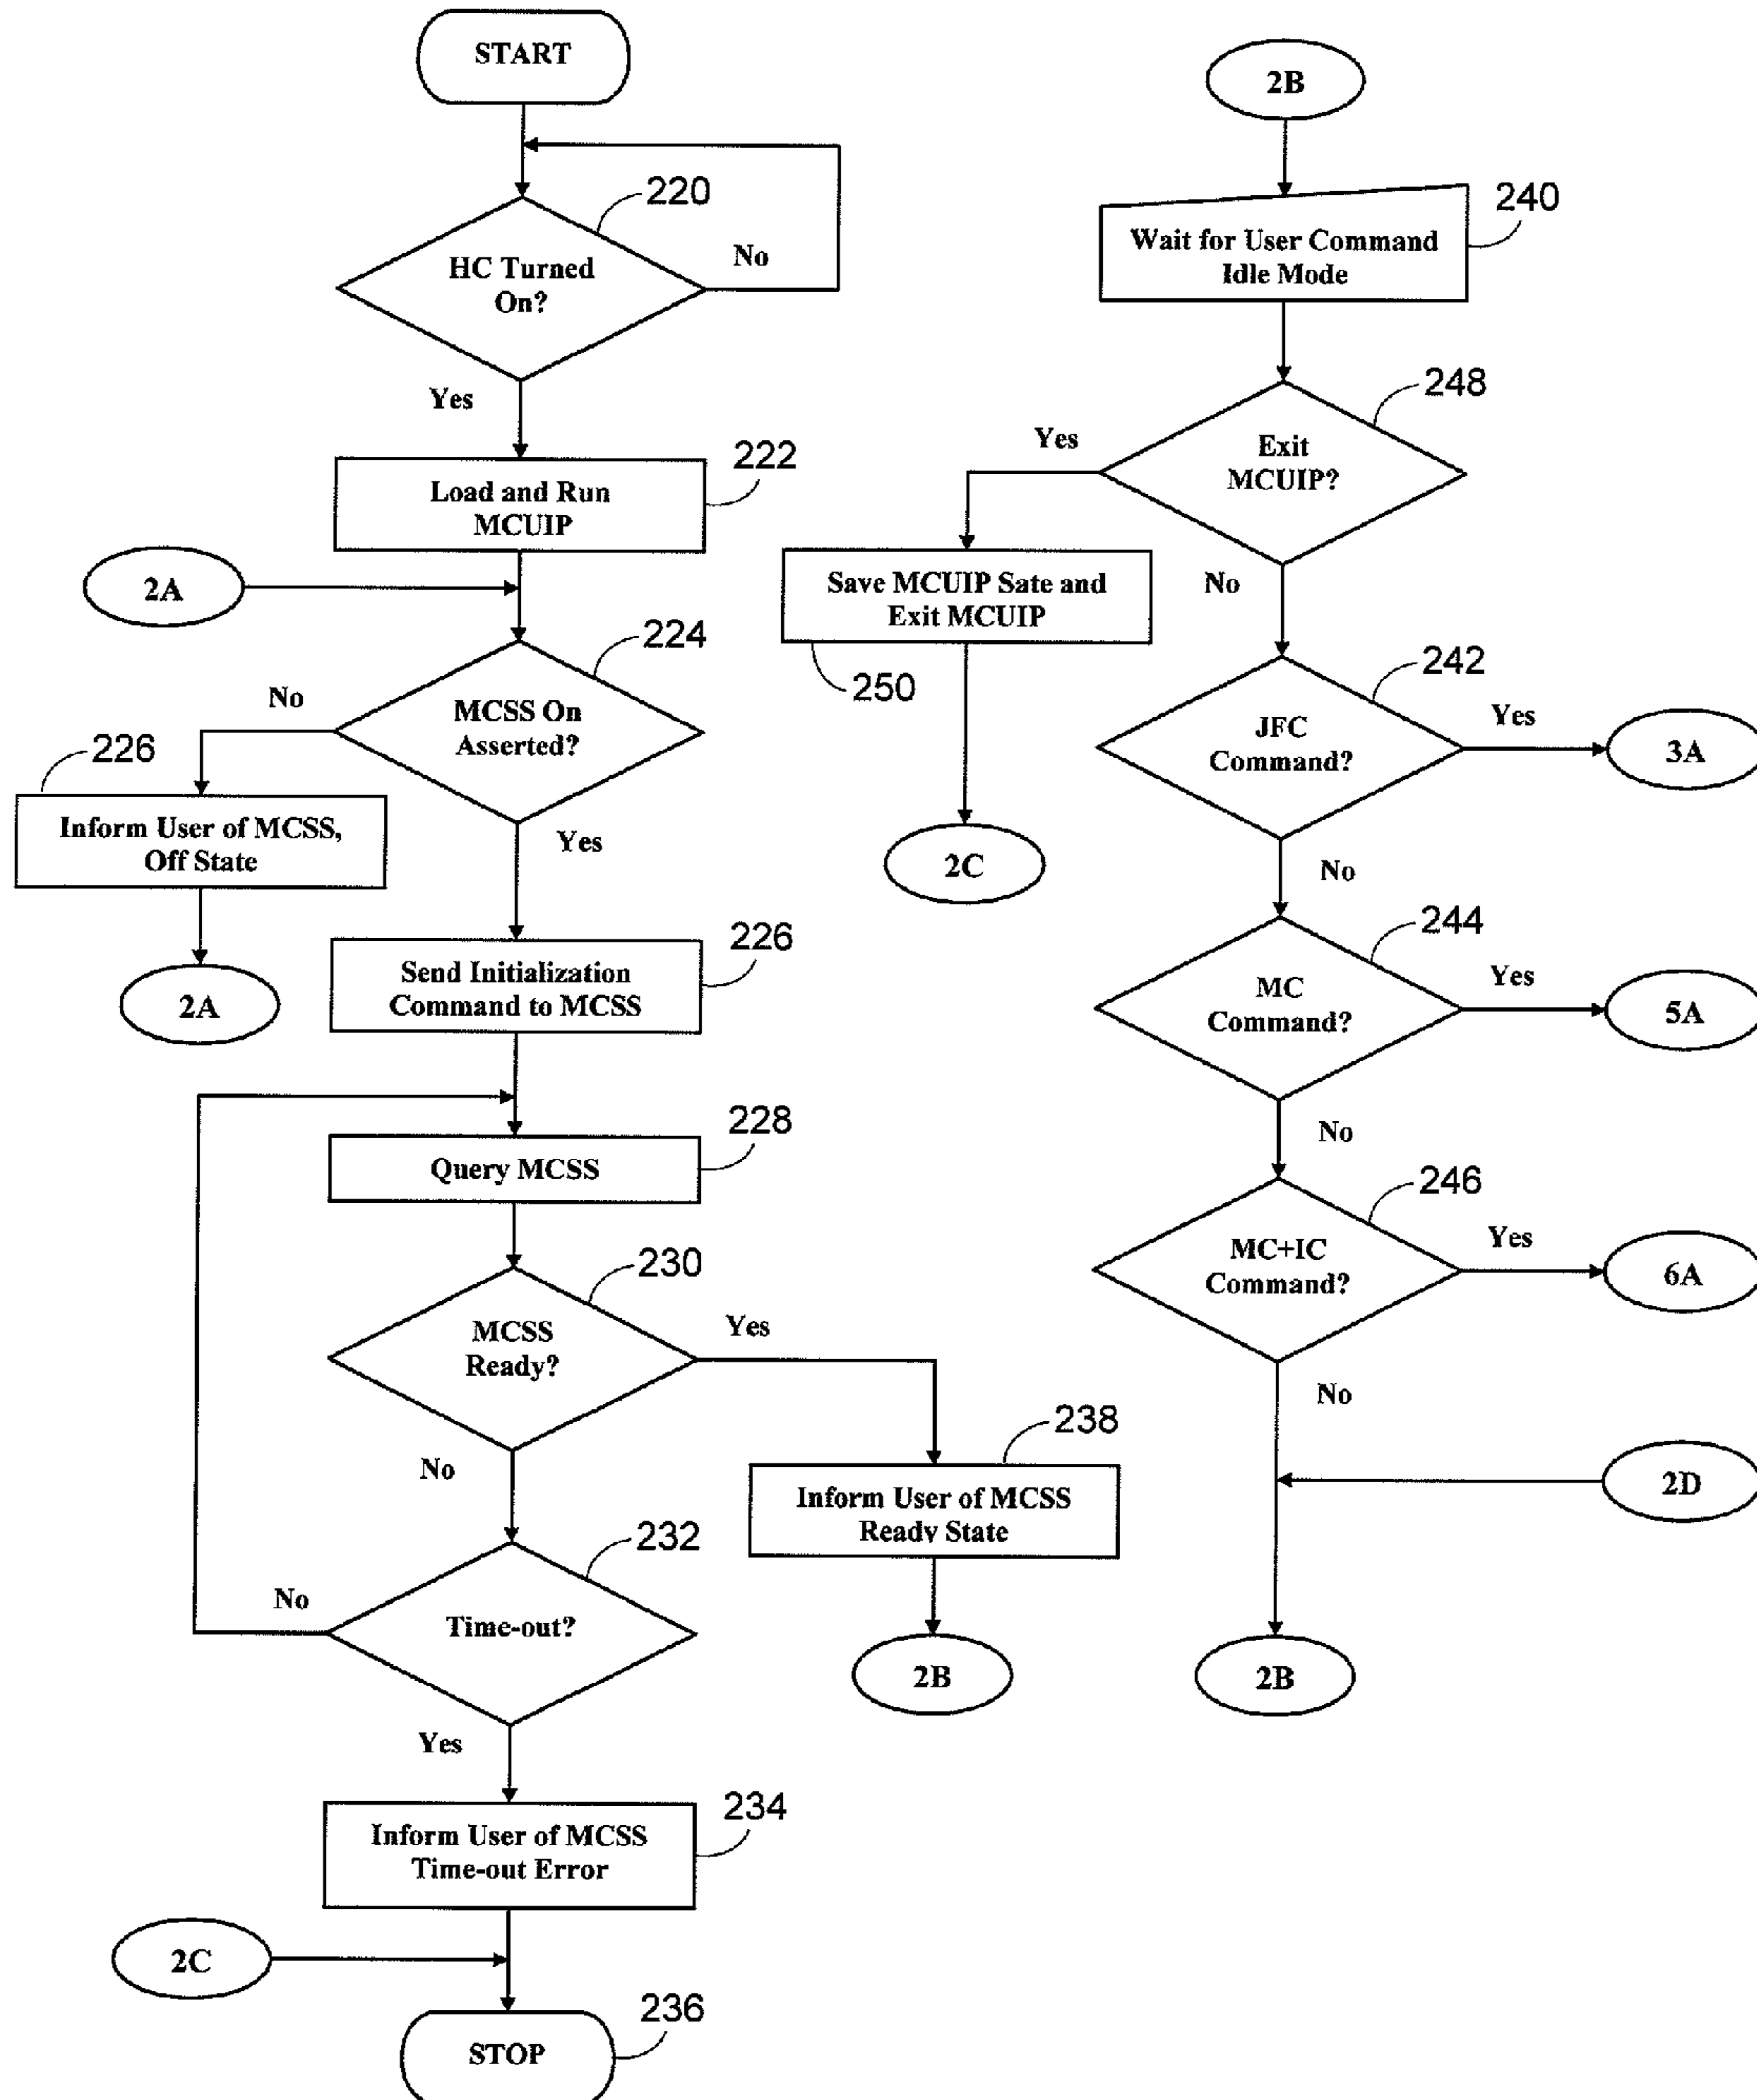 START
220
HC Turned
On?
No
Yes
222
Load and Run
MCUIP
2A
224
MCSS On
Asserted?
No
Yes
226
Inform User of MCSS,
Off State
2A
226
Send Initialization
Command to MCSS
228
Query MCSS
230
MCSS
Ready?
Yes
No
238
Inform User of MCSS
Ready State
2B
232
Time-out?
No
Yes
234
Inform User of MCSS
Time-out Error
2C
236
STOP
2B
240
Wait for User Command
Idle Mode
248
Exit
MCUIP?
Yes
No
Save MCUIP Sate and
Exit MCUIP
250
2C
242
JFC
Command?
Yes
3A
No
244
MC
Command?
Yes
5A
No
246
MC+IC
Command?
Yes
6A
No
2D
2B